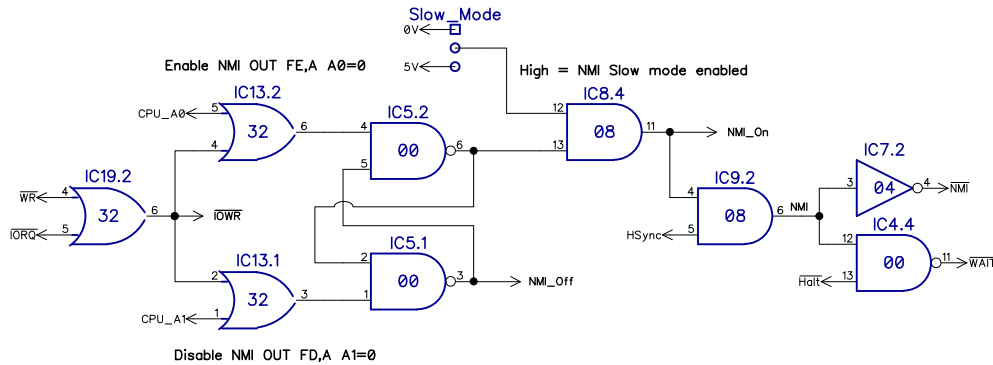 Slow_Mode
0V
5V
Enable NMI OUT FE,A A0=0
High = NMI Slow mode enabled
IC13.2
CPU_A0
5
4
32
6
IC5.2
4
5
00
6
IC8.4
12
13
08
11
NMI_On
IC19.2
WR
4
IORQ
5
32
6
IOWR
IC9.2
4
HSync
5
08
6
NMI
IC7.2
3
04
4
NMI
IC4.4
12
Halt
13
00
11
WAIT
IC13.1
2
CPU_A1
1
32
3
IC5.1
2
1
00
3
NMI_Off
Disable NMI OUT FD,A A1=0